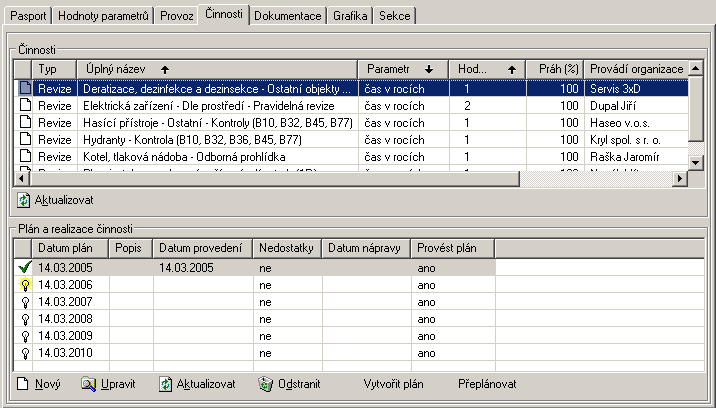 Pasport Hodnoty parametrů Provoz Činnosti Dokumentace Grafika Sekce
Činnosti
Typ Úplný název Parametr Hod... Práh (%) Provádí organizace
Revize Deratizace, dezinfekce a dezinsekce - Ostatní objekty ... čas v rocích 1 100 Servis 3xD
Revize Elektrická zařízení - Dle prostředí - Pravidelná revize čas v rocích 2 100 Dupal Jiří
Revize Hasící přístroje - Ostatní - Kontroly (B10, B32, B45, B77) čas v rocích 1 100 Haseo v.o.s.
Revize Hydranty - Kontrola (B10, B32, B36, B45, B77) čas v rocích 1 100 Kryl spol. s r. o.
Revize Kotel, tlaková nádoba - Odborná prohlídka čas v rocích 1 100 Raška Jaromír
Aktualizovat
Plán a realizace činnosti
Datum plán Popis Datum provedení Nedostatky Datum nápravy Provést plán
14.03.2005 14.03.2005 ne ano
14.03.2006 ne ano
14.03.2007 ne ano
14.03.2008 ne ano
14.03.2009 ne ano
14.03.2010 ne ano
Nový Upravit Aktualizovat Odstranit Vytvořit plán Přeplánovat